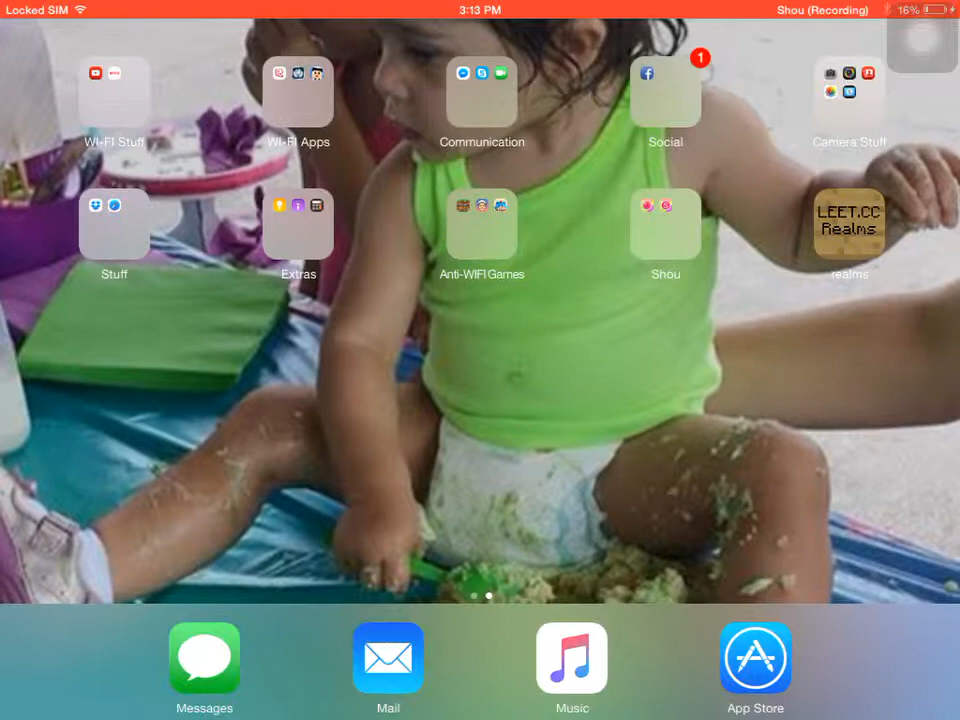 Locked SIM 3:13 PM Shou (Recording) 16%
1
WI-FI Stuff WI-FI Apps Communication Social Camera Stuff
LEET.CC
Realms
Stuff Extras Anti-WIFI Games Shou realms
Messages Mail Music App Store